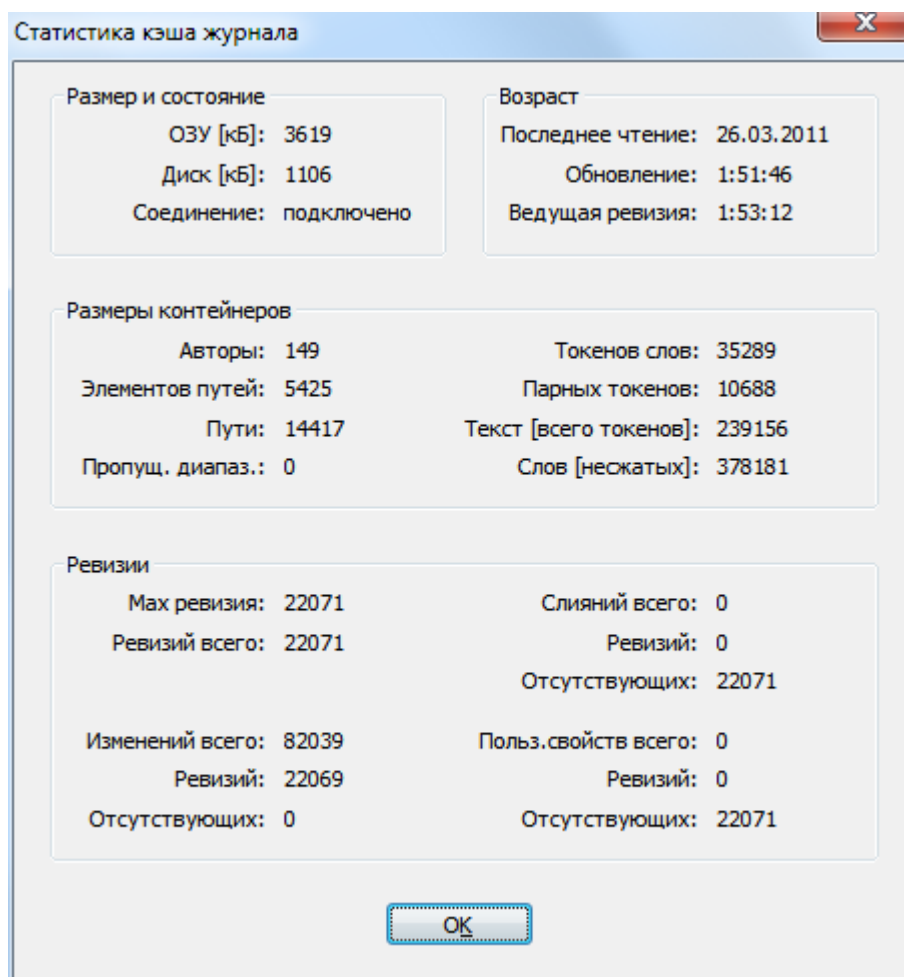 Статистика кэша журнала
Размер и состояние
ОЗУ [кБ]: 3619
Диск [кБ]: 1106
Соединение: подключено
Возраст
Последнее чтение: 26.03.2011
Обновление: 1:51:46
Ведущая ревизия: 1:53:12
Размеры контейнеров
Авторы: 149
Элементов путей: 5425
Пути: 14417
Пропущ. диапаз.: 0
Токенов слов: 35289
Парных токенов: 10688
Текст [всего токенов]: 239156
Слов [несжатых]: 378181
Ревизии
Max ревизия: 22071
Ревизий всего: 22071
Слияний всего: 0
Ревизий: 0
Отсутствующих: 22071
Изменений всего: 82039
Ревизий: 22069
Отсутствующих: 0
Польз.свойств всего: 0
Ревизий: 0
Отсутствующих: 22071
OK